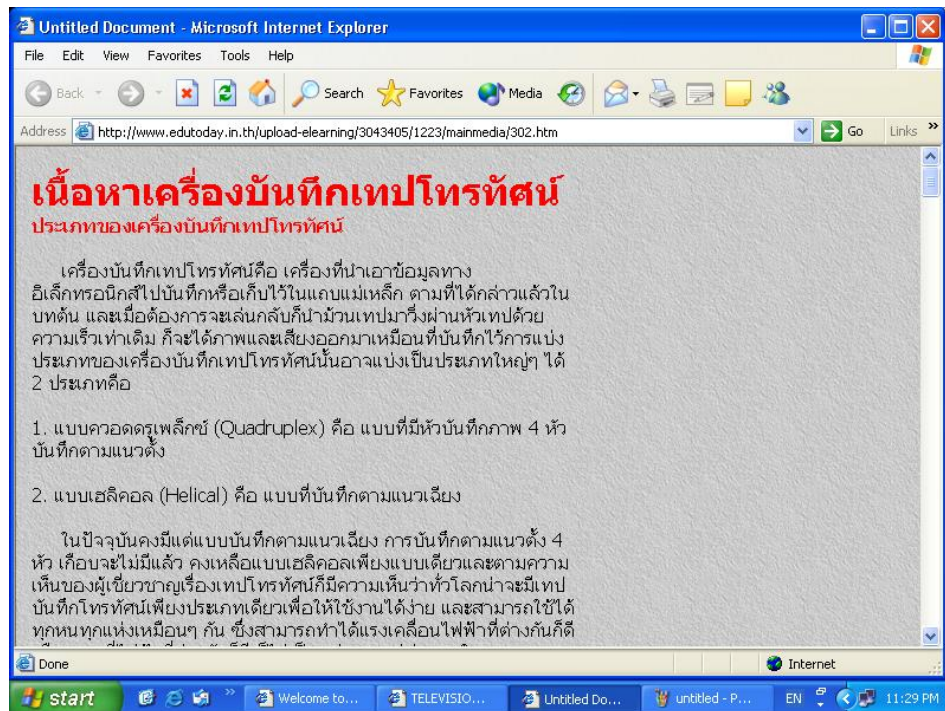 Untitled Document - Microsoft Internet Explorer
File Edit View Favorites Tools Help
Back Search Favorites Media
Address http://www.edutoday.in.th/upload-elearning/3043405/1223/mainmedia/302.htm Go Links »
เนื้อหาเครื่องบันทึกเทปโทรทัศน์
ประเภทของเครื่องบันทึกเทปโทรทัศน์
เครื่องบันทึกเทปโทรทัศน์คือ เครื่องที่นำเอาข้อมูลทาง
อิเล็กทรอนิกส์ไปบันทึกหรือเก็บไว้ในแถบแม่เหล็ก ตามที่ได้กล่าวแล้วใน
บทต้น และเมื่อต้องการจะเล่นกลับก็นำม้วนเทปมาวิ่งผ่านหัวเทปด้วย
ความเร็วเท่าเดิม ก็จะได้ภาพและเสียงออกมาเหมือนที่บันทึกไว้การแบ่ง
ประเภทของเครื่องบันทึกเทปโทรทัศน์นั้นอาจแบ่งเป็นประเภทใหญ่ๆ ได้
2 ประเภทคือ
1. แบบควอดดรูเพล็กซ์ (Quadruplex) คือ แบบที่มีหัวบันทึกภาพ 4 หัว
บันทึกตามแนวตั้ง
2. แบบเฮลิคอล (Helical) คือ แบบที่บันทึกตามแนวเฉียง
ในปัจจุบันคงมีแต่แบบบันทึกตามแนวเฉียง การบันทึกตามแนวตั้ง 4
หัว เกือบจะไม่มีแล้ว คงเหลือแบบเฮลิคอลเพียงแบบเดียวและตามความ
เห็นของผู้เชี่ยวชาญเรื่องเทปโทรทัศน์ก็มีความเห็นว่าทั่วโลกน่าจะมีเทป
บันทึกโทรทัศน์เพียงประเภทเดียวเพื่อให้ใช้งานได้ง่าย และสามารถใช้ได้
ทุกหนทุกแห่งเหมือนๆ กัน ซึ่งสามารถทำได้แรงเคลื่อนไฟฟ้าที่ต่างกันก็ดี
Done Internet
start Welcome to... TELEVISIO... Untitled Do... untitled - P... EN 11:29 PM